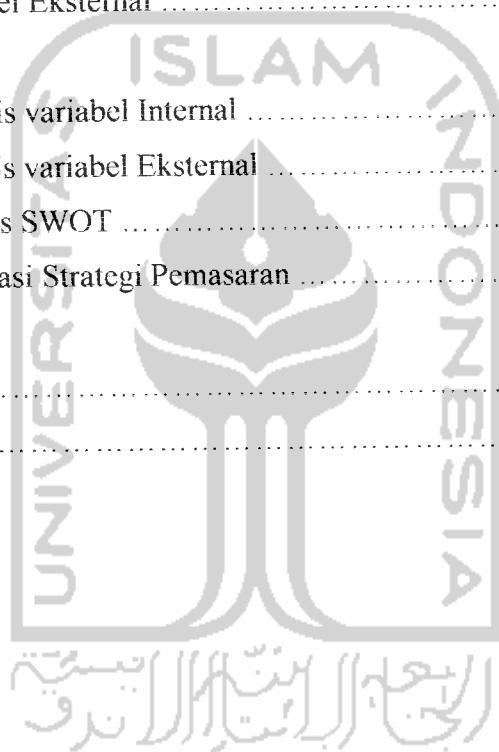 el Eksternal ..............................
ISLAM
is variabel Internal ..............................
is variabel Eksternal ..............................
s SWOT ..............................
asi Strategi Pemasaran ..............................
UNIVERSITAS
INDONESIA